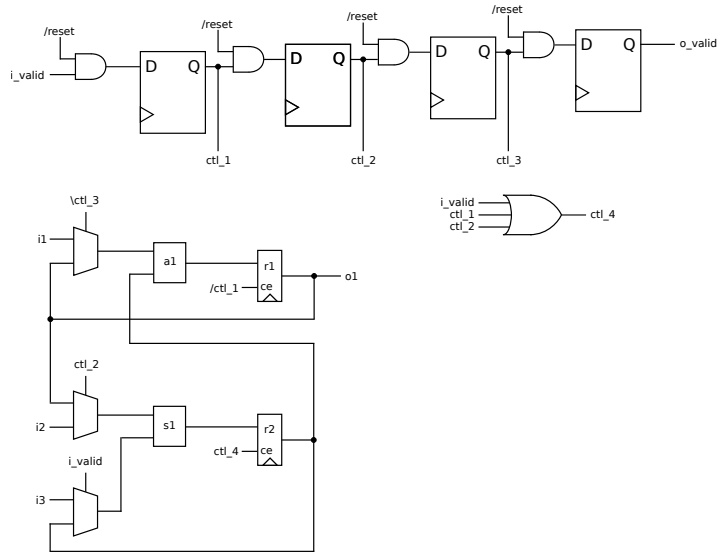 /reset
/reset
/reset
/reset
i_valid
D Q
D Q
D Q
D Q
o_valid
ctl_1
ctl_2
ctl_3
\ctl_3
i_valid
ctl_1
ctl_2
ctl_4
i1
a1
r1
ce
/ctl_1
o1
ctl_2
i2
s1
r2
ce
ctl_4
i_valid
i3